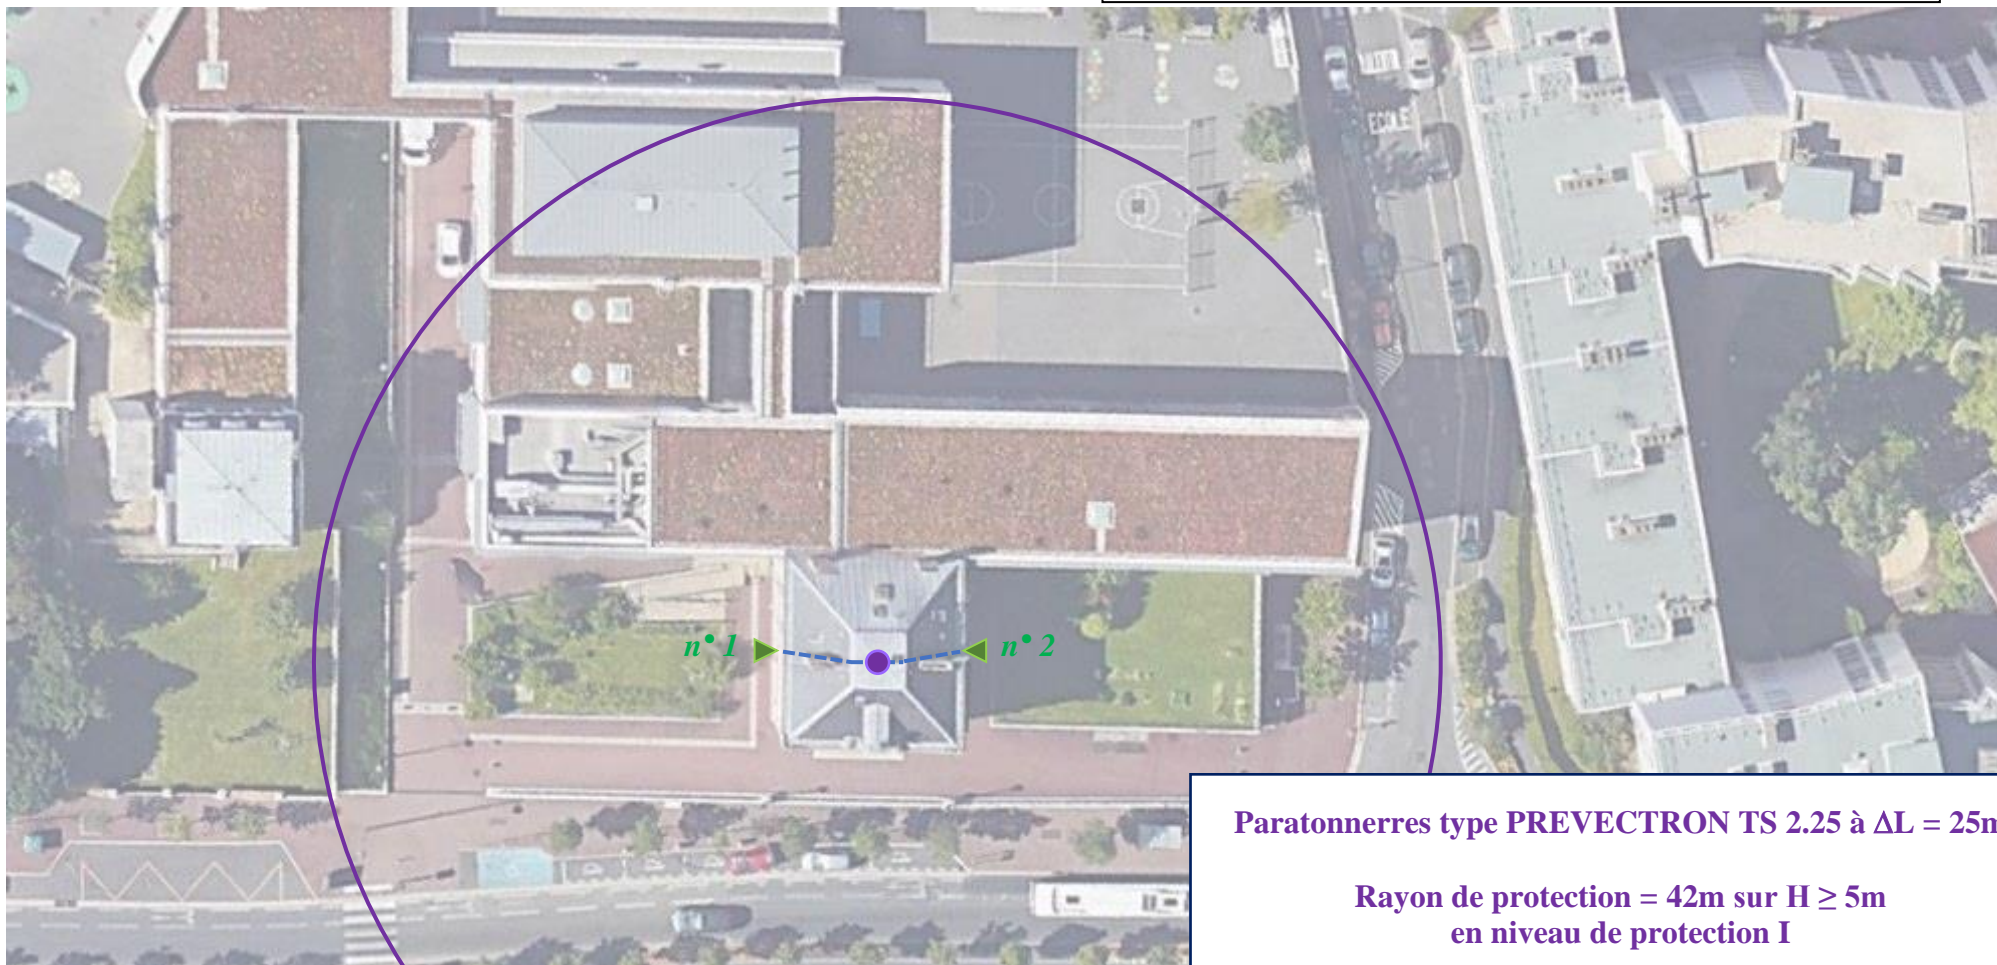 ECOLE
n° 1
n° 2
Paratonnerres type PREVECTRON TS 2.25 à ΔL = 25m
Rayon de protection = 42m sur H ≥ 5m
en niveau de protection I